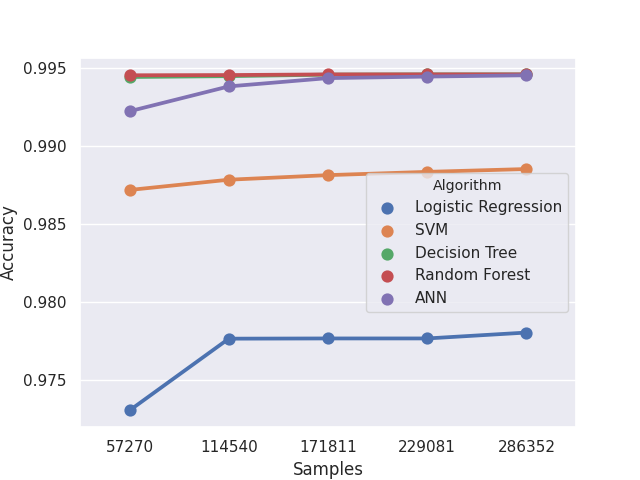 0.995
0.990
0.985
0.980
0.975
Accuracy
Algorithm
Logistic Regression
SVM
Decision Tree
Random Forest
ANN
57270 114540 171811 229081 286352
Samples